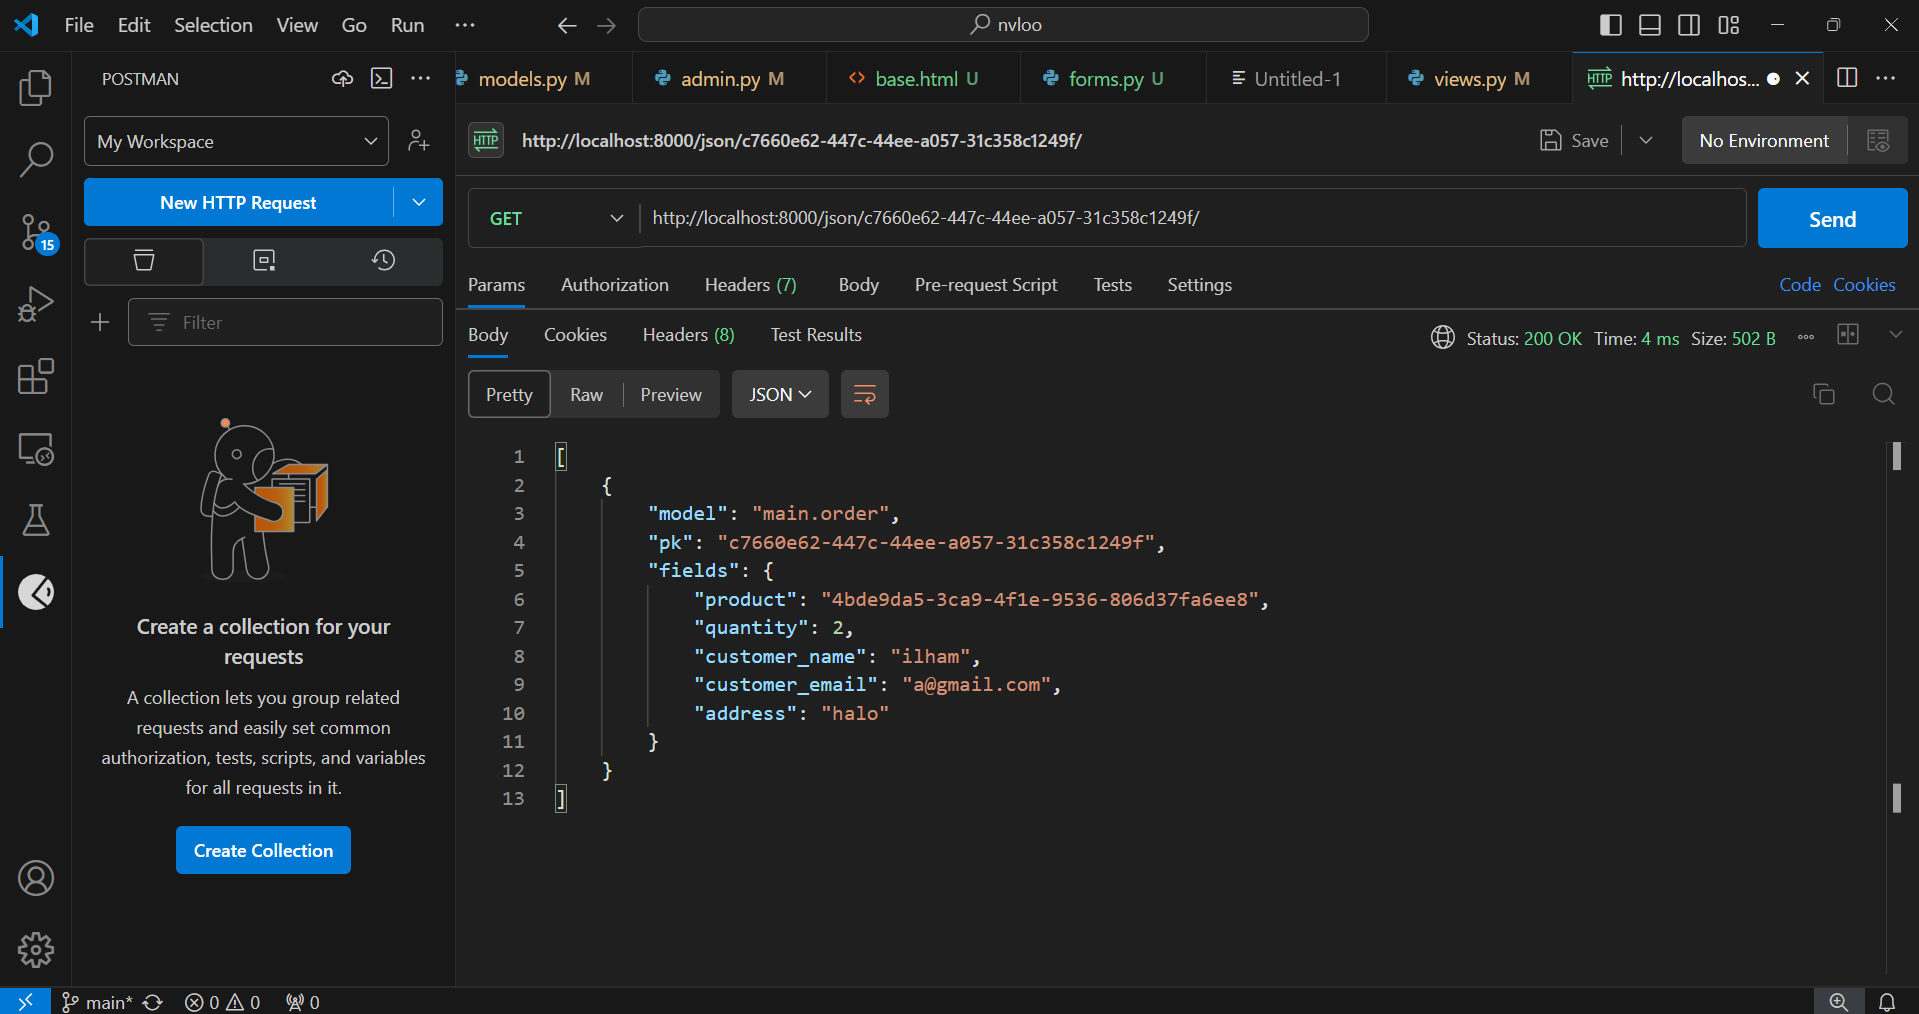 File Edit Selection View Go Run ··· nvloo
POSTMAN
models.py M admin.py M base.html U forms.py U Untitled-1 views.py M http://localhos...
My Workspace
HTTP http://localhost:8000/json/c7660e62-447c-44ee-a057-31c358c1249f/ Save No Environment
New HTTP Request
GET http://localhost:8000/json/c7660e62-447c-44ee-a057-31c358c1249f/ Send
15
Params Authorization Headers (7) Body Pre-request Script Tests Settings Code Cookies
Filter
Body Cookies Headers (8) Test Results Status: 200 OK Time: 4 ms Size: 502 B
Pretty Raw Preview JSON
1 [
2 {
3 "model": "main.order",
4 "pk": "c7660e62-447c-44ee-a057-31c358c1249f",
5 "fields": {
6 "product": "4bde9da5-3ca9-4f1e-9536-806d37fa6ee8",
7 "quantity": 2,
8 "customer_name": "ilham",
9 "customer_email": "a@gmail.com",
10 "address": "halo"
11 }
12 }
13 ]
Create a collection for your
requests
A collection lets you group related
requests and easily set common
authorization, tests, scripts, and variables
for all requests in it.
Create Collection
main* 0 0 0